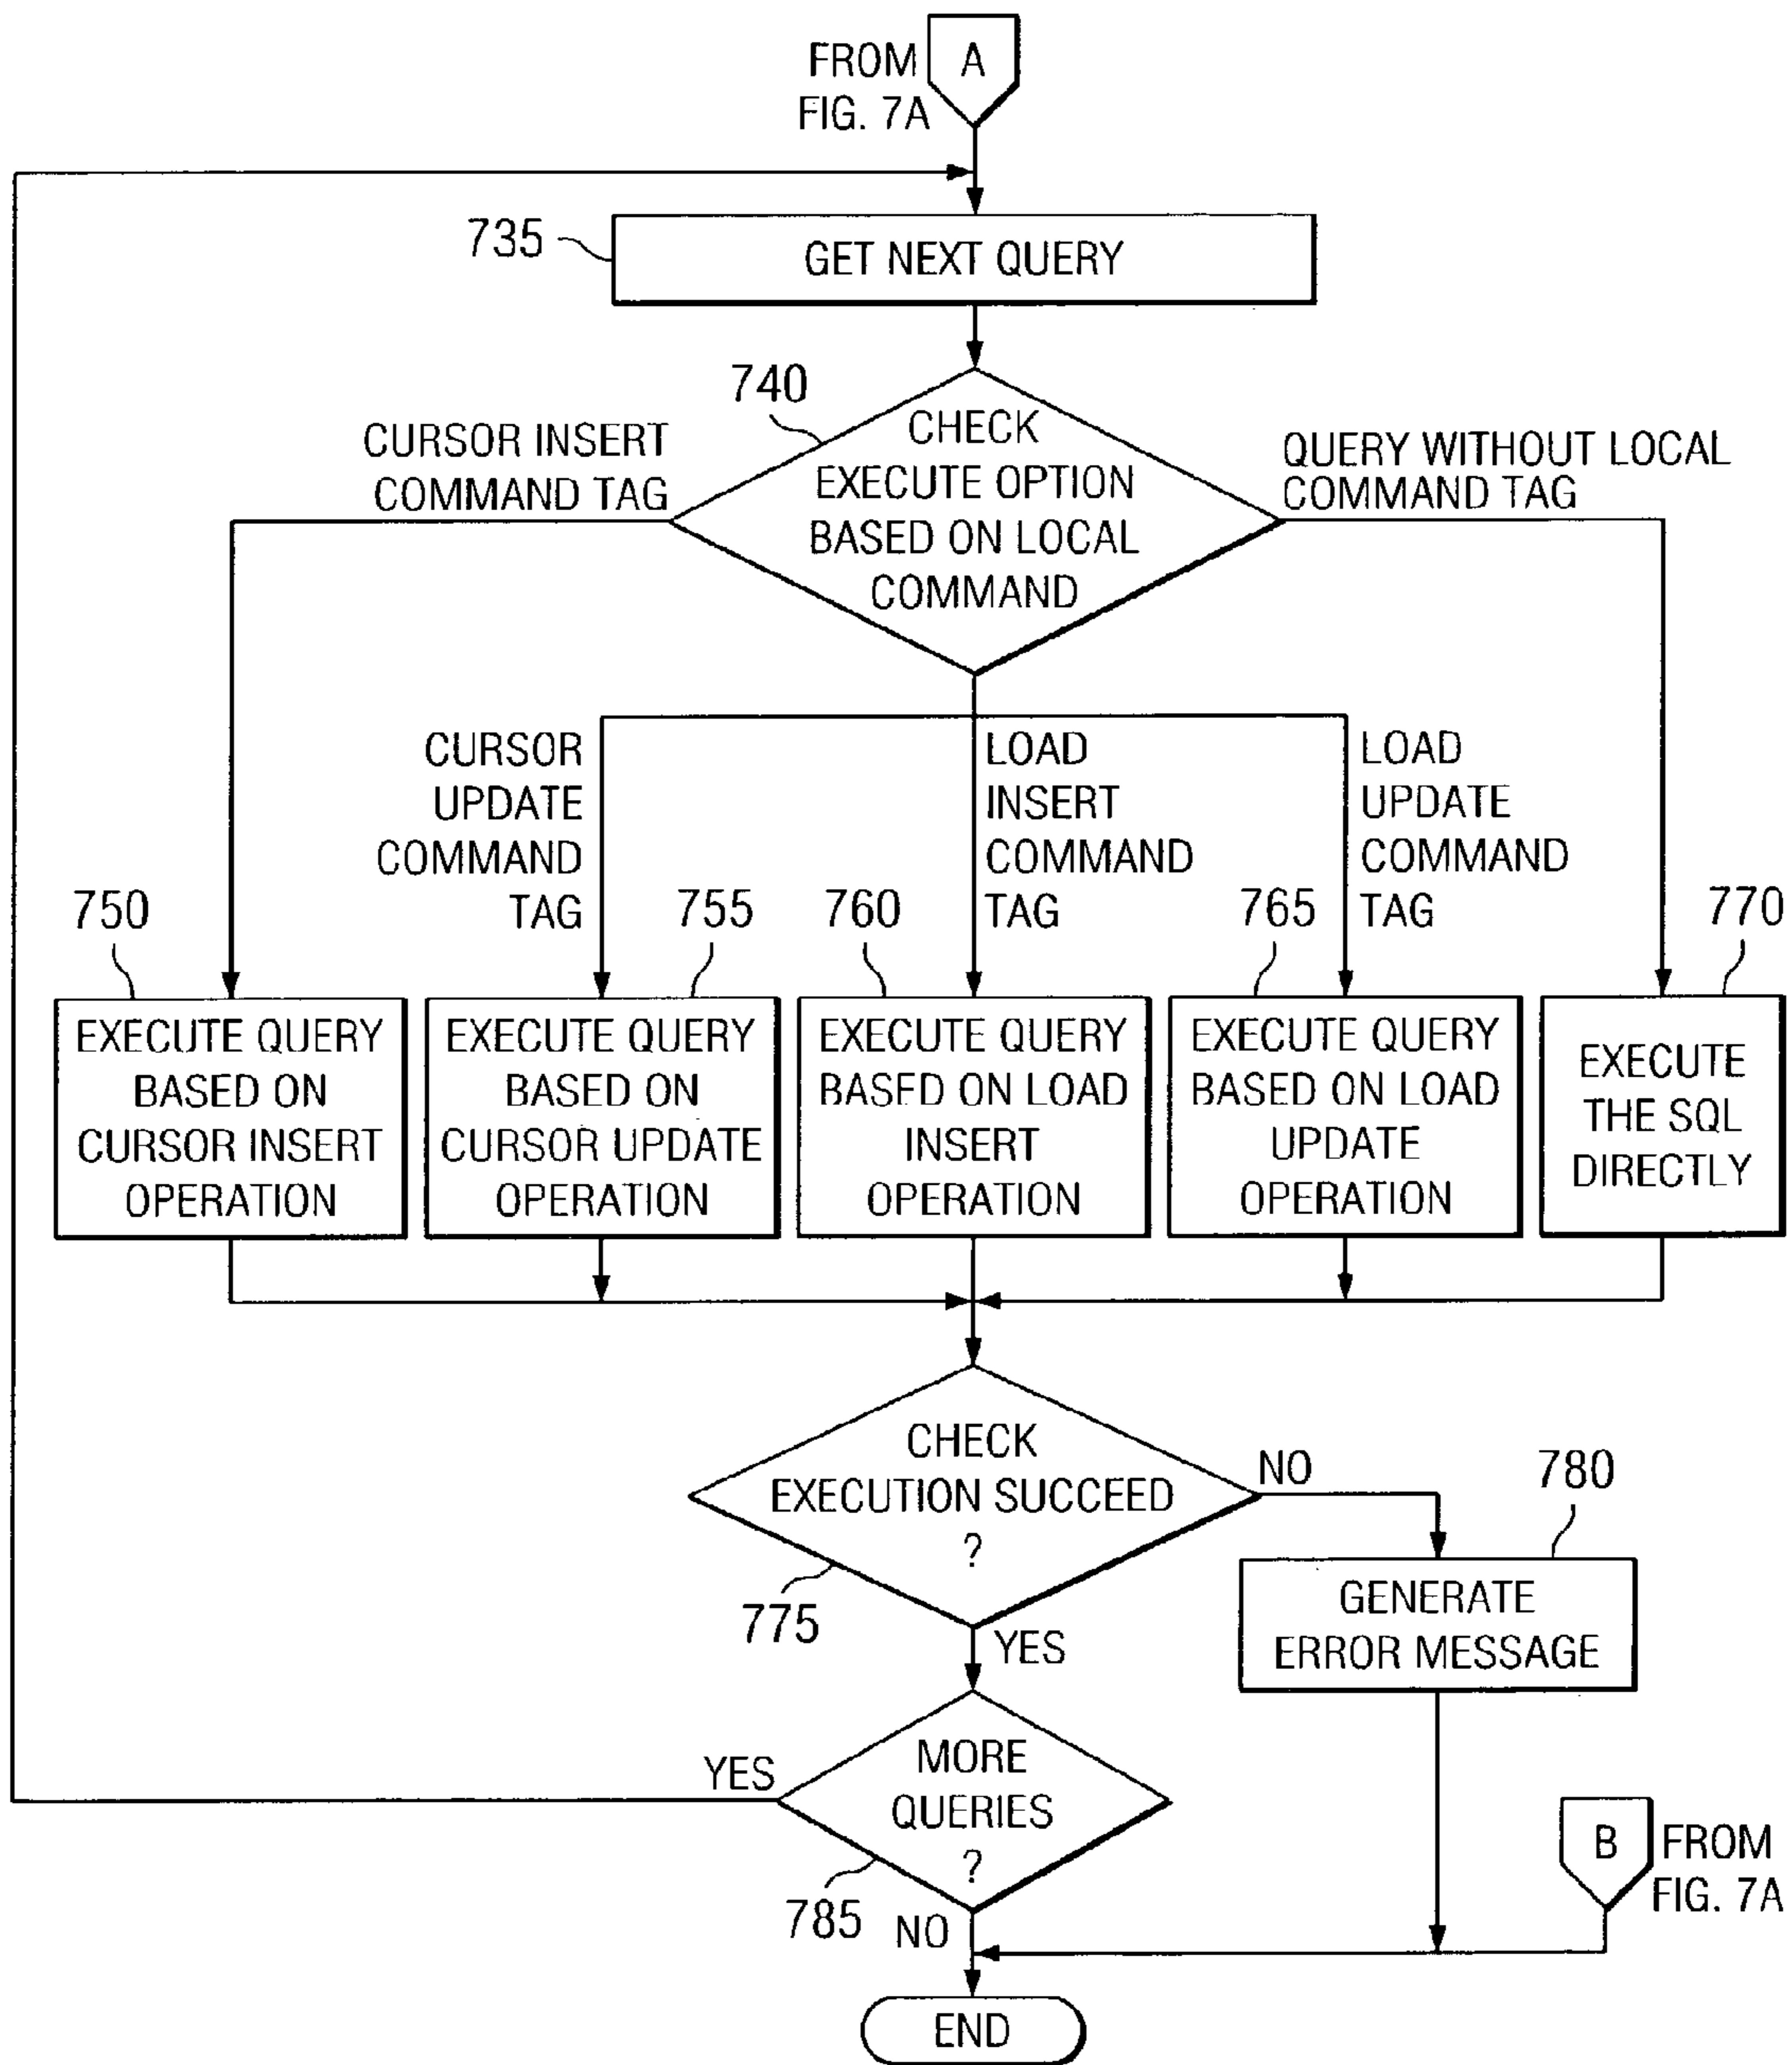 FROM
FIG. 7A
A
735
GET NEXT QUERY
740
CHECK
EXECUTE OPTION
BASED ON LOCAL
COMMAND
CURSOR INSERT
COMMAND TAG
QUERY WITHOUT LOCAL
COMMAND TAG
CURSOR
UPDATE
COMMAND
TAG
LOAD
INSERT
COMMAND
TAG
LOAD
UPDATE
COMMAND
TAG
750
755
760
765
770
EXECUTE QUERY
BASED ON
CURSOR INSERT
OPERATION
EXECUTE QUERY
BASED ON
CURSOR UPDATE
OPERATION
EXECUTE QUERY
BASED ON LOAD
INSERT
OPERATION
EXECUTE QUERY
BASED ON LOAD
UPDATE
OPERATION
EXECUTE
THE SQL
DIRECTLY
CHECK
EXECUTION SUCCEED
?
775
NO
YES
780
GENERATE
ERROR MESSAGE
MORE
QUERIES
?
785
YES
NO
B
FROM
FIG. 7A
END